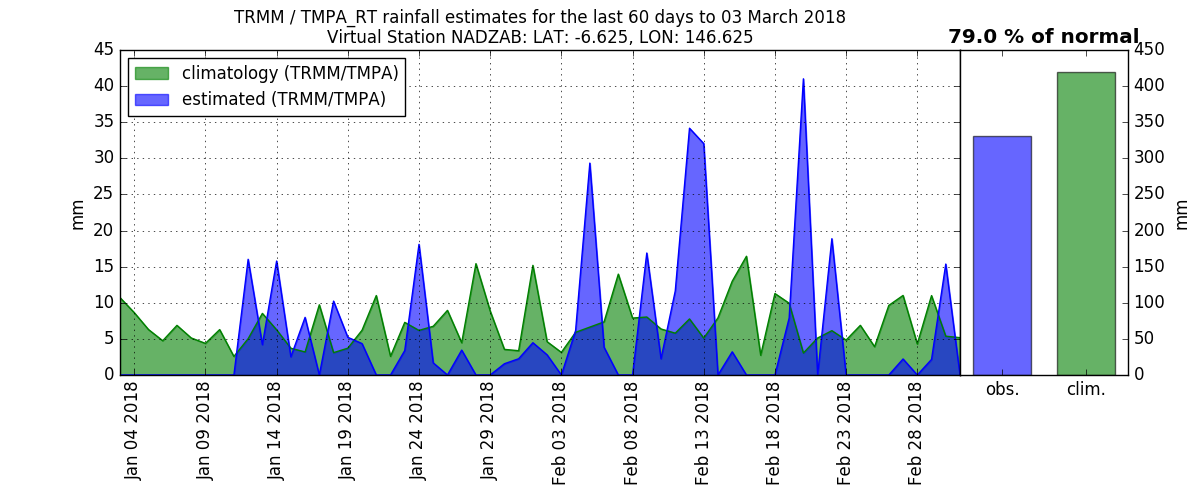 TRMM / TMPA_RT rainfall estimates for the last 60 days to 03 March 2018
Virtual Station NADZAB: LAT: -6.625, LON: 146.625
79.0 % of normal
climatology (TRMM/TMPA)
estimated (TRMM/TMPA)
mm
45
40
35
30
25
20
15
10
5
0
Jan 04 2018
Jan 09 2018
Jan 14 2018
Jan 19 2018
Jan 24 2018
Jan 29 2018
Feb 03 2018
Feb 08 2018
Feb 13 2018
Feb 18 2018
Feb 23 2018
Feb 28 2018
obs.
clim.
450
400
350
300
250
200
150
100
50
0
mm